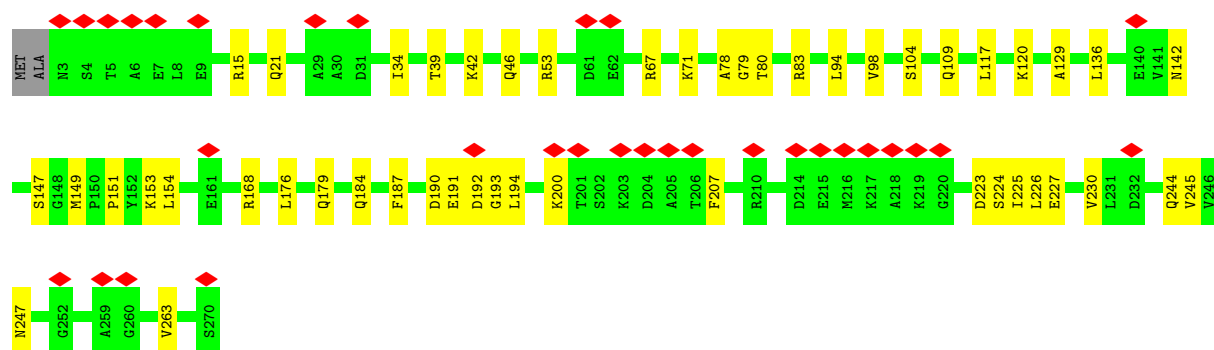 MET ALA N3 S4 T5 A6 E7 L8 E9 R15 Q21 A29 A30 D31 I34 T39 K42 Q46 R53 D61 E62 R67 K71 A78 G79 T80 R83 L94 V98 S104 Q109 L117 K120 A129 L136 E140 V141 N142
S147 G148 M149 P150 P151 Y152 K153 L154 E161 R168 L176 Q179 Q184 F187 D190 E191 D192 G193 L194 K200 T201 S202 K203 D204 A205 T206 F207 R210 D214 E215 M216 K217 A218 K219 G220 D223 S224 I225 L226 E227 V230 L231 D232 Q244 V245 V246
N247 G252 A259 G260 V263 S270